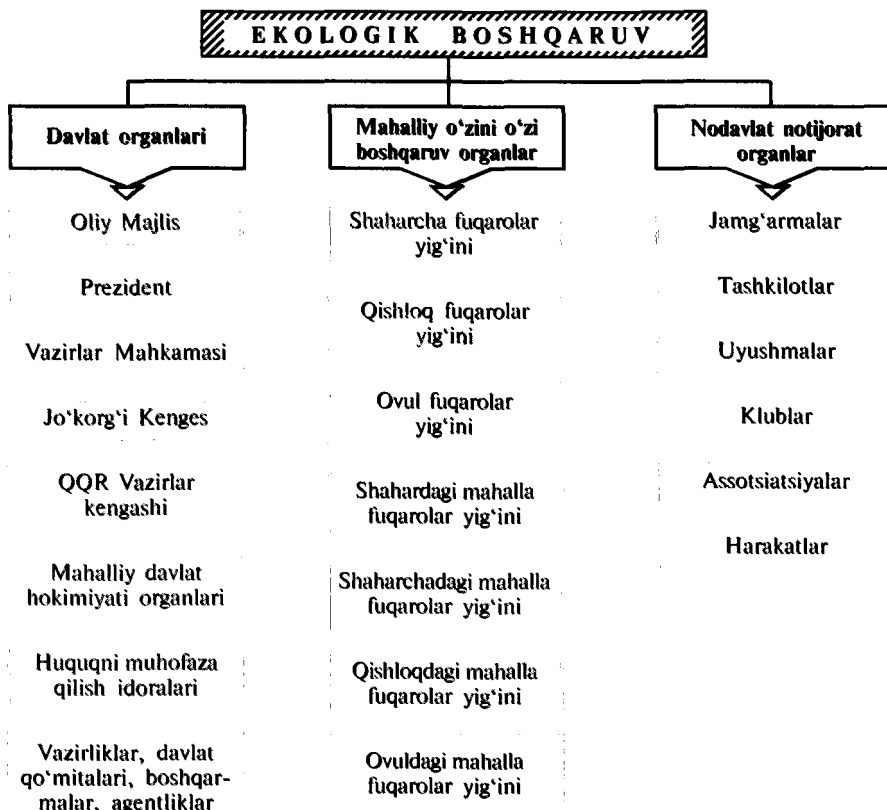 EKOLOGIK BOSHQARUV
Davlat organlari
Oliy Majlis
Prezident
Vazirlar Mahkamasi
Jo‘korg‘i Kenges
QQR Vazirlar
kengashi
Mahalliy davlat
hokimiyati organlari
Huquqni muhofaza
qilish idoralari
Vazirliklar, davlat
qo‘mitalari, boshqar-
malar, agentliklar
Mahalliy o‘zini o‘zi
boshqaruv organlar
Shaharcha fuqarolar
yig‘ini
Qishloq fuqarolar
yig‘ini
Ovul fuqarolar
yig‘ini
Shahardagi mahalla
fuqarolar yig‘ini
Shaharchadagi mahalla
fuqarolar yig‘ini
Qishloqdagi mahalla
fuqarolar yig‘ini
Ovuldagi mahalla
fuqarolar yig‘ini
Nodavlat notijorat
organlar
Jamg‘armalar
Tashkilotlar
Uyushmalar
Klublar
Assotsiatsiyalar
Harakatlar